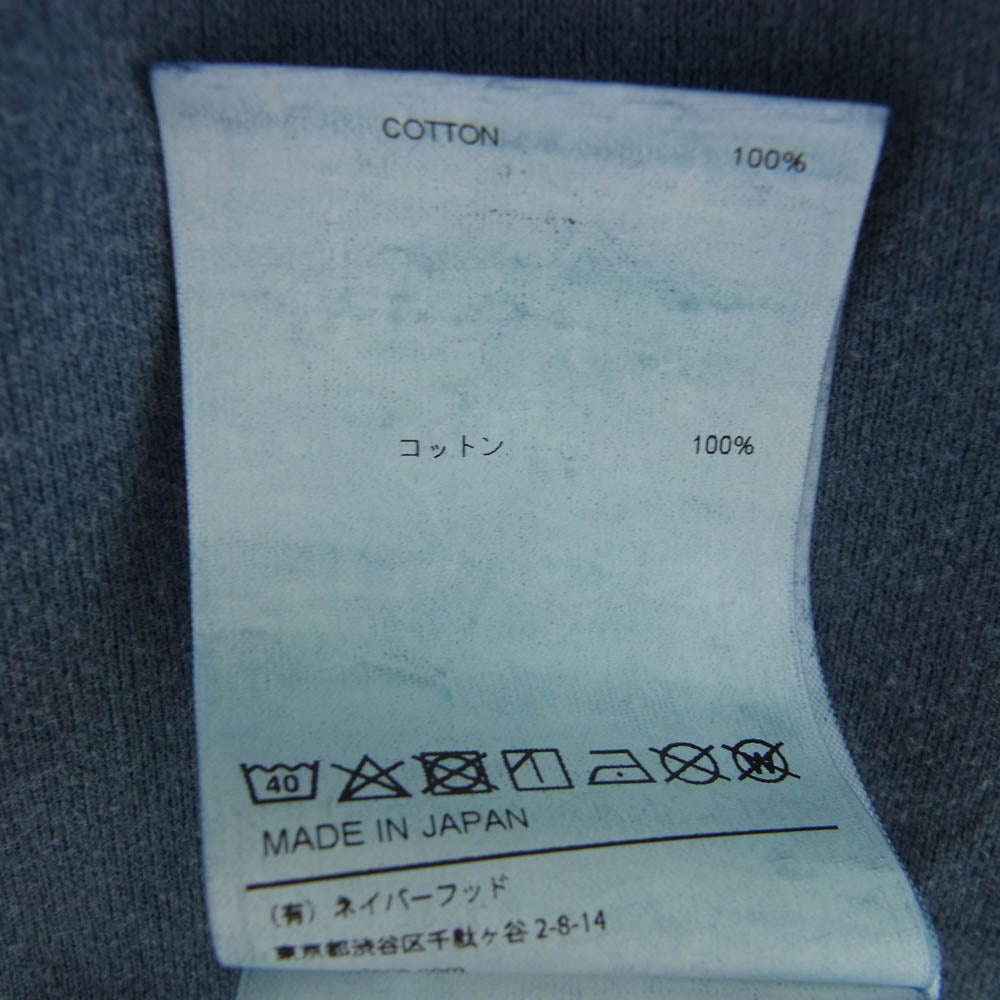 COTTON 100%
コットン 100%
40
W
MADE IN JAPAN
(有) ネイバーフッド
東京都渋谷区千駄ヶ谷 2-8-14